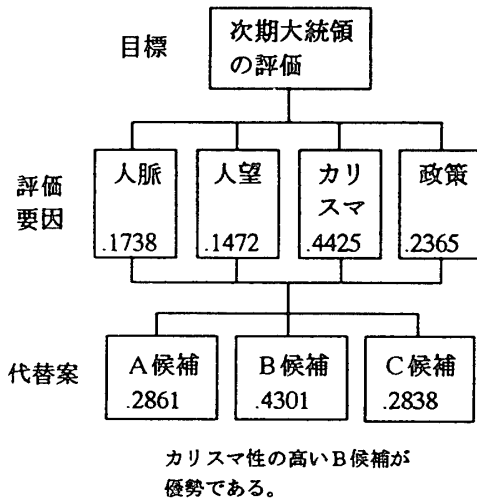 目標
次期大統領
の評価
評価
要因
人脈
.1738
人望
.1472
カリ
スマ
.4425
政策
.2365
代替案
A候補
.2861
B候補
.4301
C候補
.2838
カリスマ性の高いB候補が
優勢である。